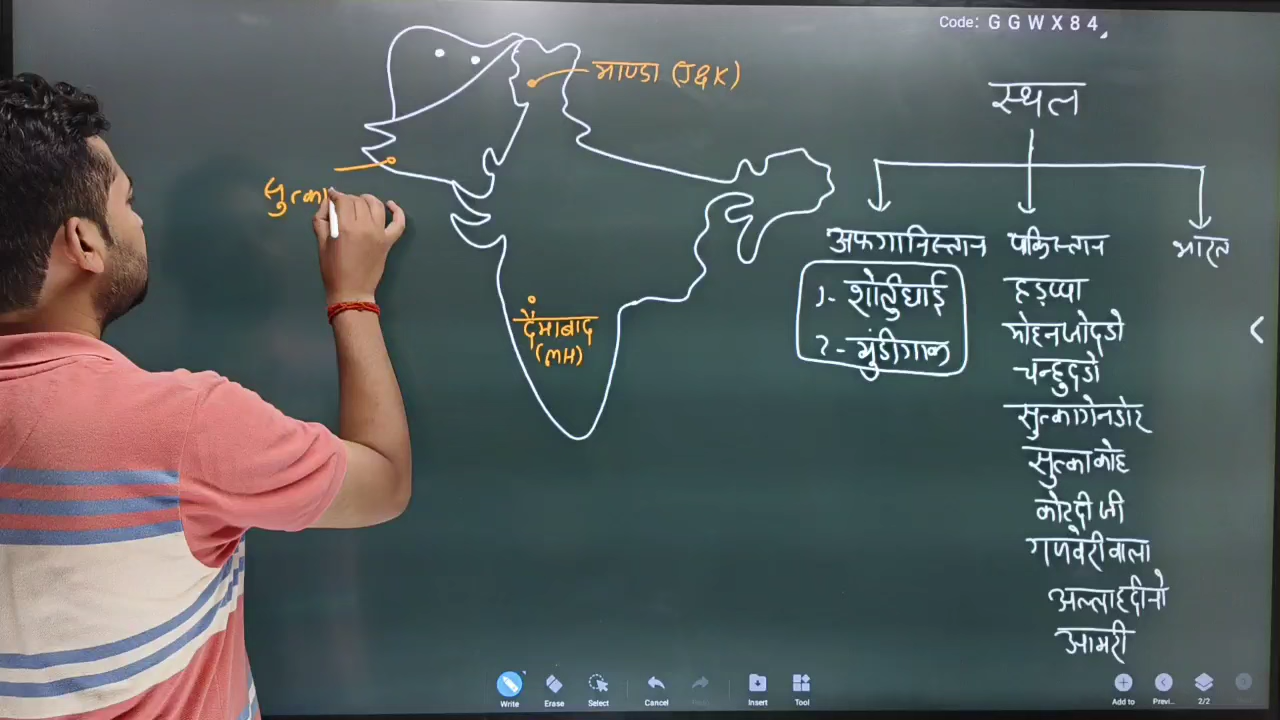 Code: G G W X 8 4
माण्डा (J&K)
स्थल
सुत्का
अफगानिस्तान
पाकिस्तान
भारत
1- शोर्तुघाई
2- मुंडीगाक
हड़प्पा
मोहनजोदडो
चन्हुदडो
सुत्कागेनडोर
सुत्काकोह
कोटदीजी
गणवेरीवाला
अल्लाहदीनो
आमरी
दैमाबाद
(MH)
Write
Erase
Select
Cancel
Insert
Tool
Add to
Previ...
2/2